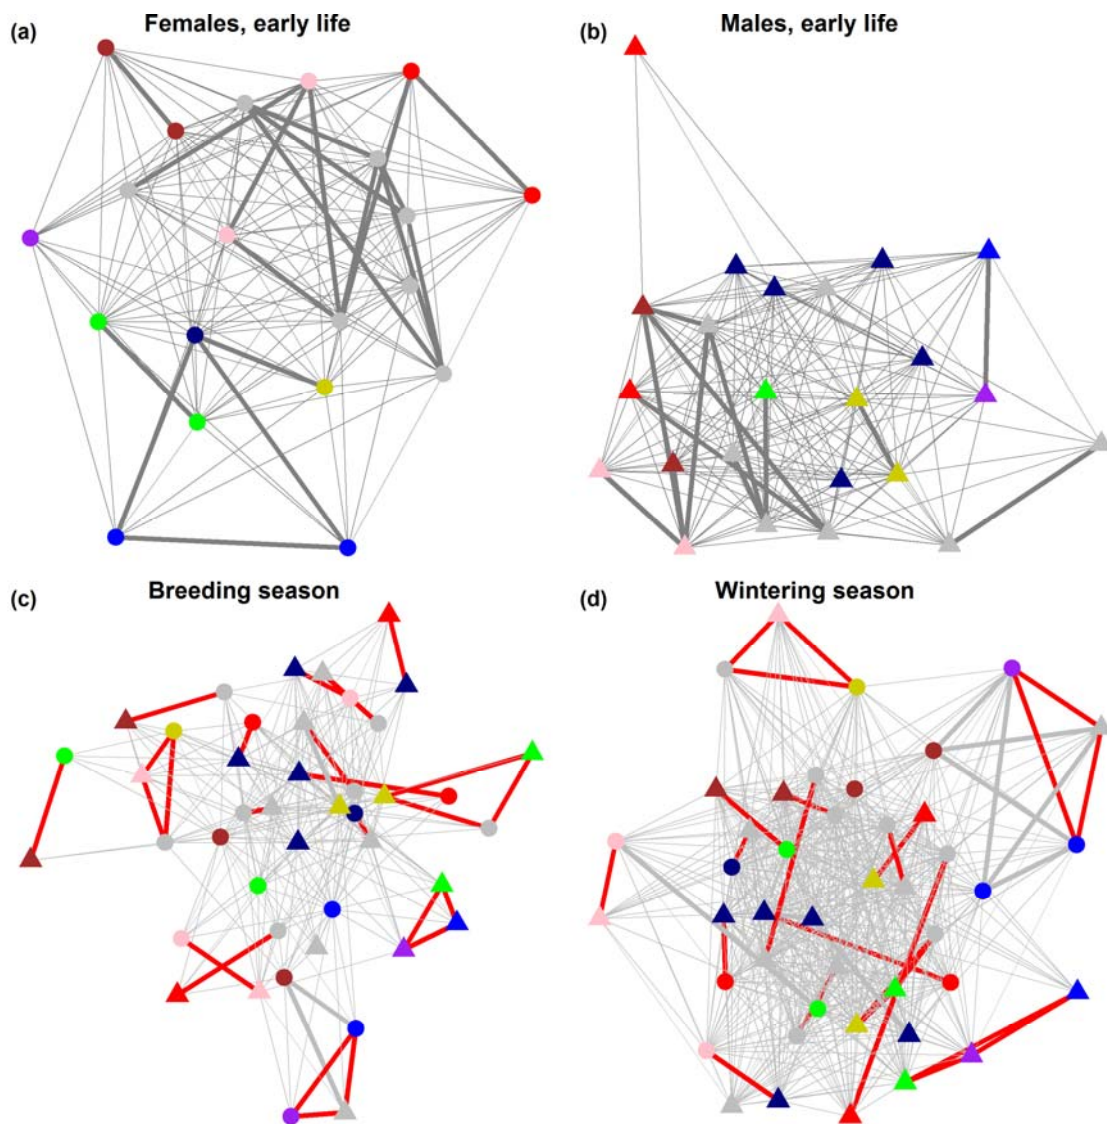 (a) Females, early life
(b) Males, early life
(c) Breeding season
(d) Wintering season